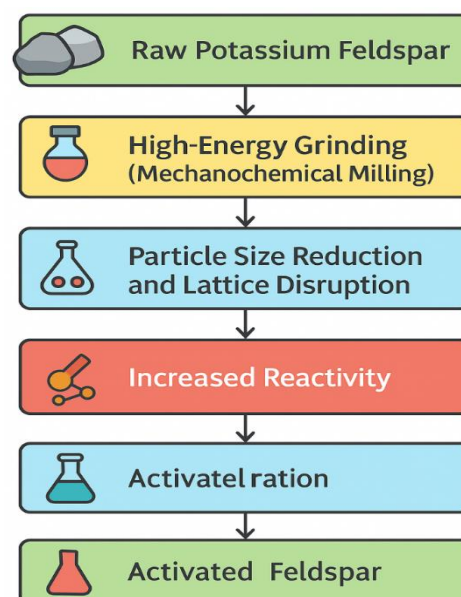 Raw Potassium Feldspar
High-Energy Grinding
(Mechanochemical Milling)
Particle Size Reduction
and Lattice Disruption
Increased Reactivity
Activatel ration
Activated Feldspar